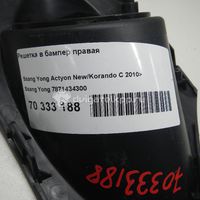 Решетка в бампер правая
Ssang Yong Actyon New/Korando C 2010>
Ssang Yong 7871434300
70 333 188
70333188